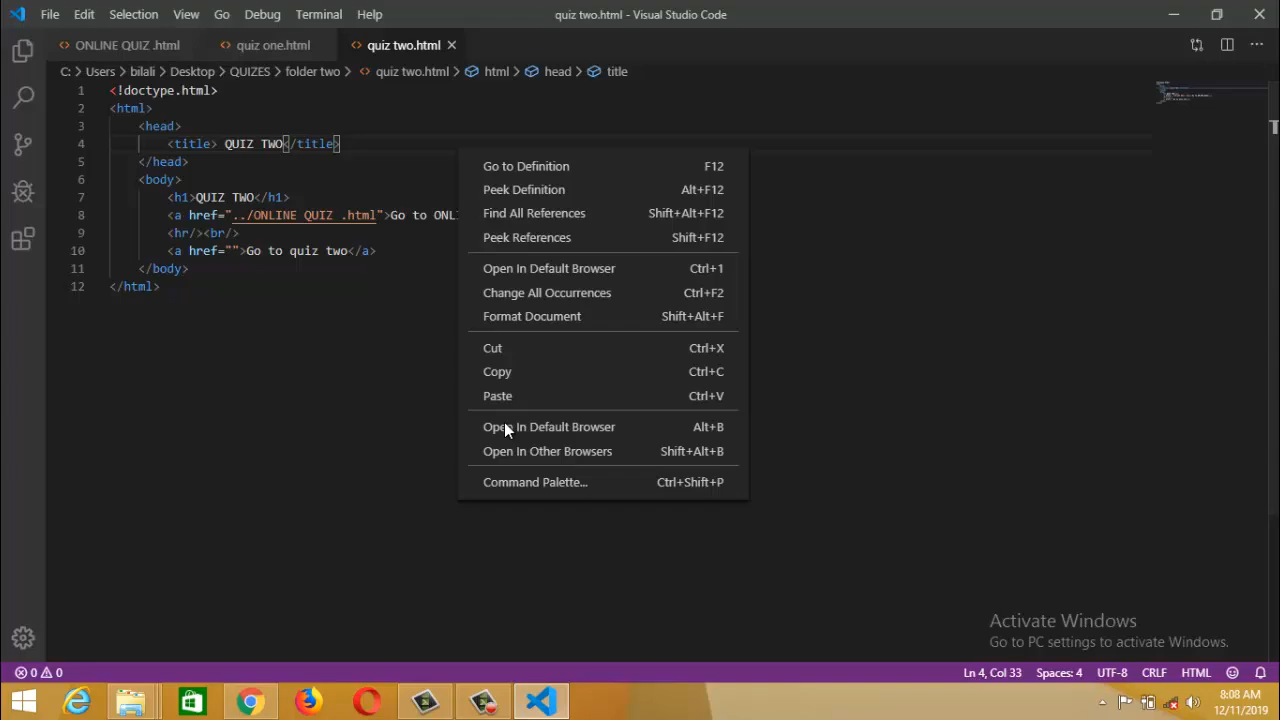 File Edit Selection View Go Debug Terminal Help quiz two.html - Visual Studio Code
ONLINE QUIZ .html quiz one.html quiz two.html
C: > Users > bilali > Desktop > QUIZES > folder two > quiz two.html > html > head > title
1 <!doctype.html>
2 <html>
3 <head>
4 <title> QUIZ TWO</title>
5 </head>
6 <body>
7 <h1>QUIZ TWO</h1>
8 <a href="../ONLINE QUIZ .html">Go to ONL
9 <hr/><br/>
10 <a href="">Go to quiz two</a>
11 </body>
12 </html>
Go to Definition F12
Peek Definition Alt+F12
Find All References Shift+Alt+F12
Peek References Shift+F12
Open In Default Browser Ctrl+1
Change All Occurrences Ctrl+F2
Format Document Shift+Alt+F
Cut Ctrl+X
Copy Ctrl+C
Paste Ctrl+V
Open In Default Browser Alt+B
Open In Other Browsers Shift+Alt+B
Command Palette... Ctrl+Shift+P
Activate Windows
Go to PC settings to activate Windows.
0 0 Ln 4, Col 33 Spaces: 4 UTF-8 CRLF HTML
8:08 AM
12/11/2019